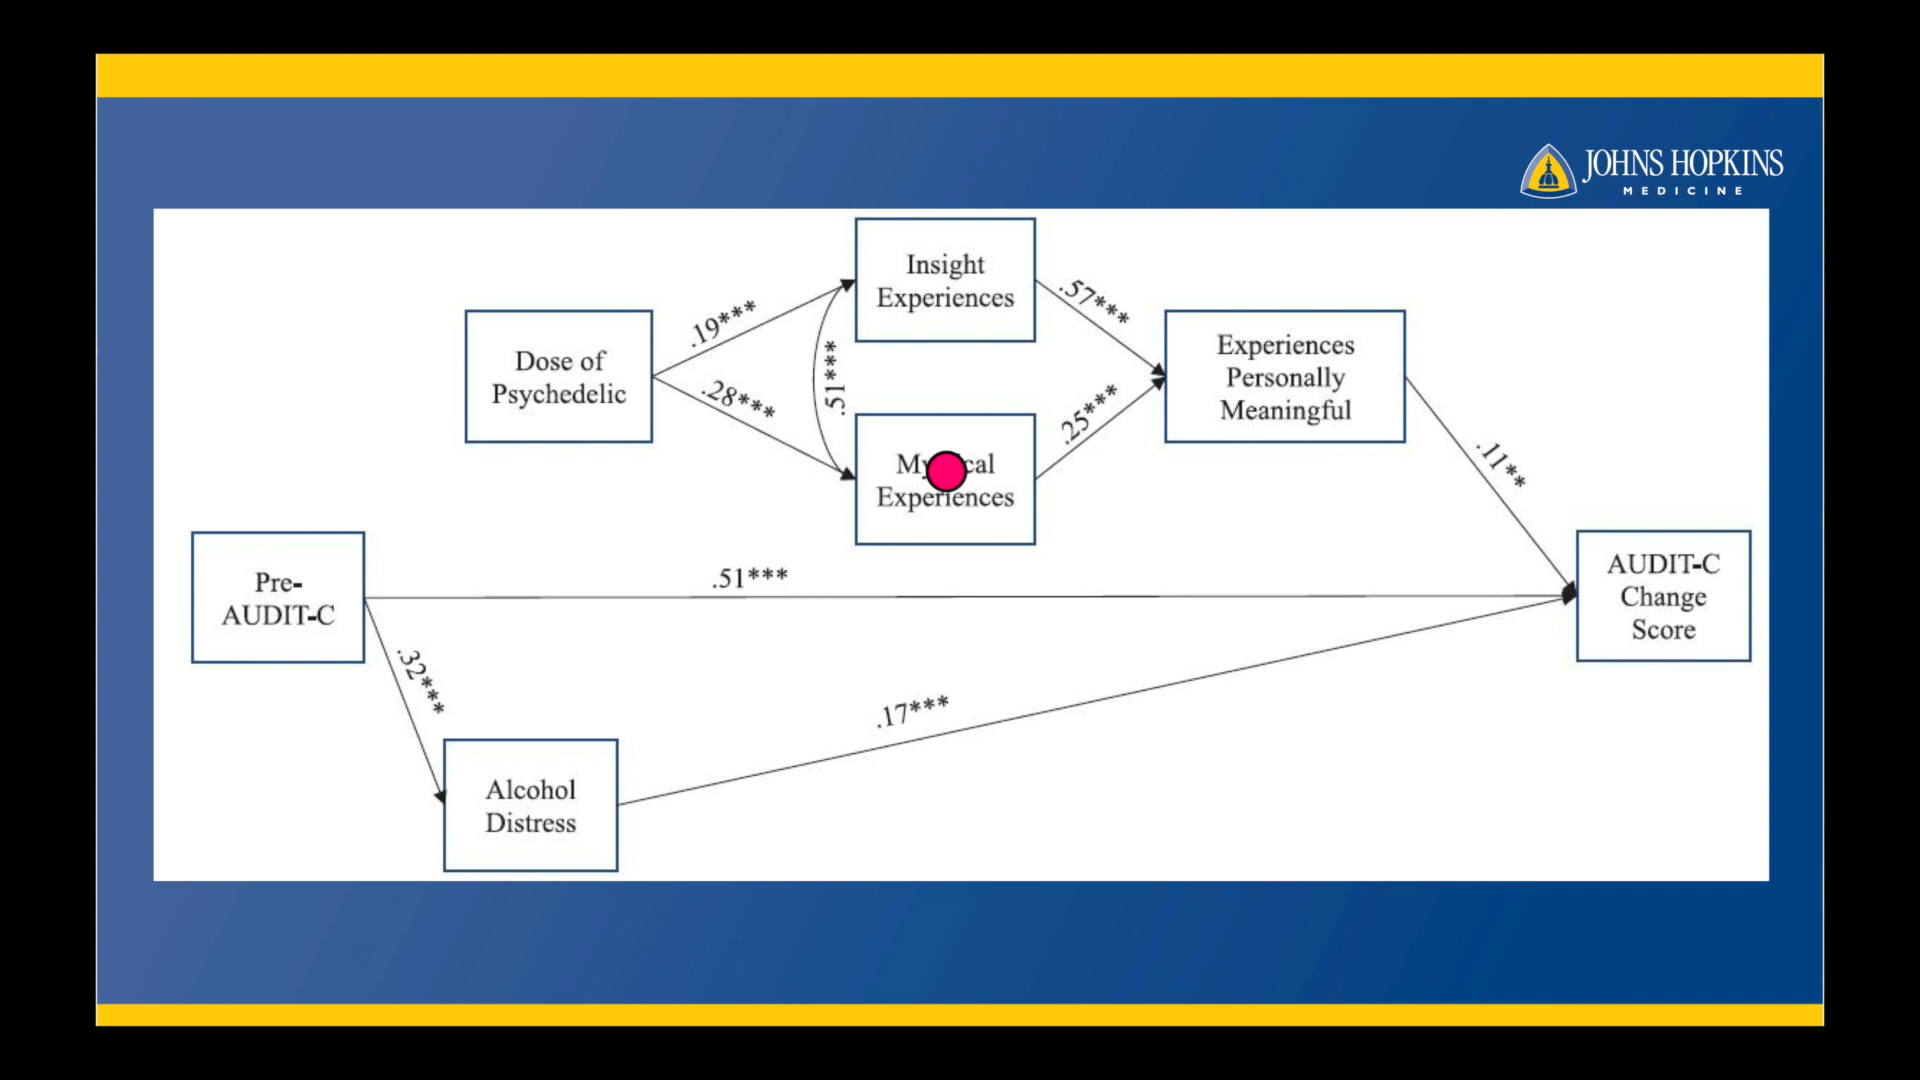 JOHNS HOPKINS
MEDICINE
Insight
Experiences
.19***
.57***
Dose of
Psychedelic
.51***
Experiences
Personally
Meaningful
.28***
.25***
Experiences
.11**
Pre-
AUDIT-C
.51***
AUDIT-C
Change
Score
.32***
.17***
Alcohol
Distress